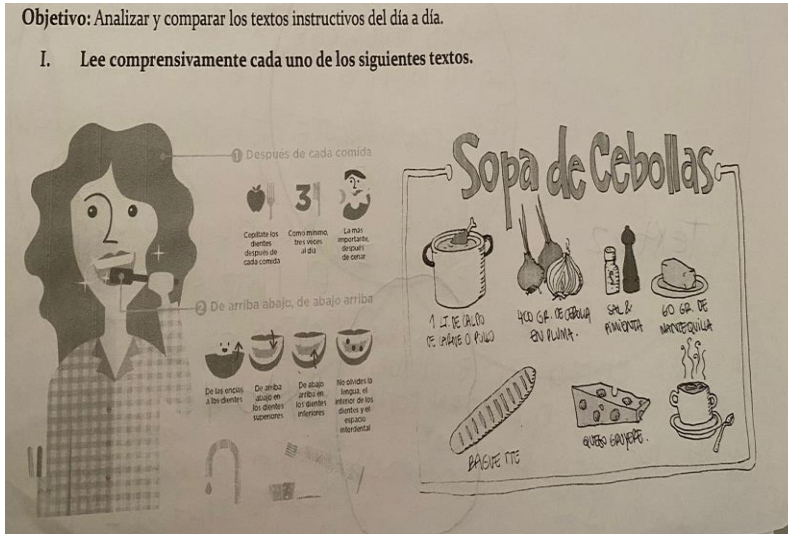 Objetivo: Analizar y comparar los textos instructivos del día a día.
I. Lee comprensivamente cada uno de los siguientes textos.
1 Después de cada comida
Cepíllate los
dientes
después de
cada comida
3
Como mínimo,
tres veces
al día
La más
importante,
después
de cenar
2 De arriba abajo, de abajo arriba
De las encías
a los dientes
De arriba
abajo en
los dientes
superiores
De abajo
arriba en
los dientes
inferiores
No olvides la
lengua, el
interior de los
dientes y el
espacio
interdental
Sopa de Cebollas
1 LT. DE CALDO
DE CARNE O POLLO
400 GR. DE CEBOLLA
EN PLUMA.
SAL &
PIMIENTA
60 GR. DE
MANTEQUILLA
BAGUETTE
QUESO GRUYERE.